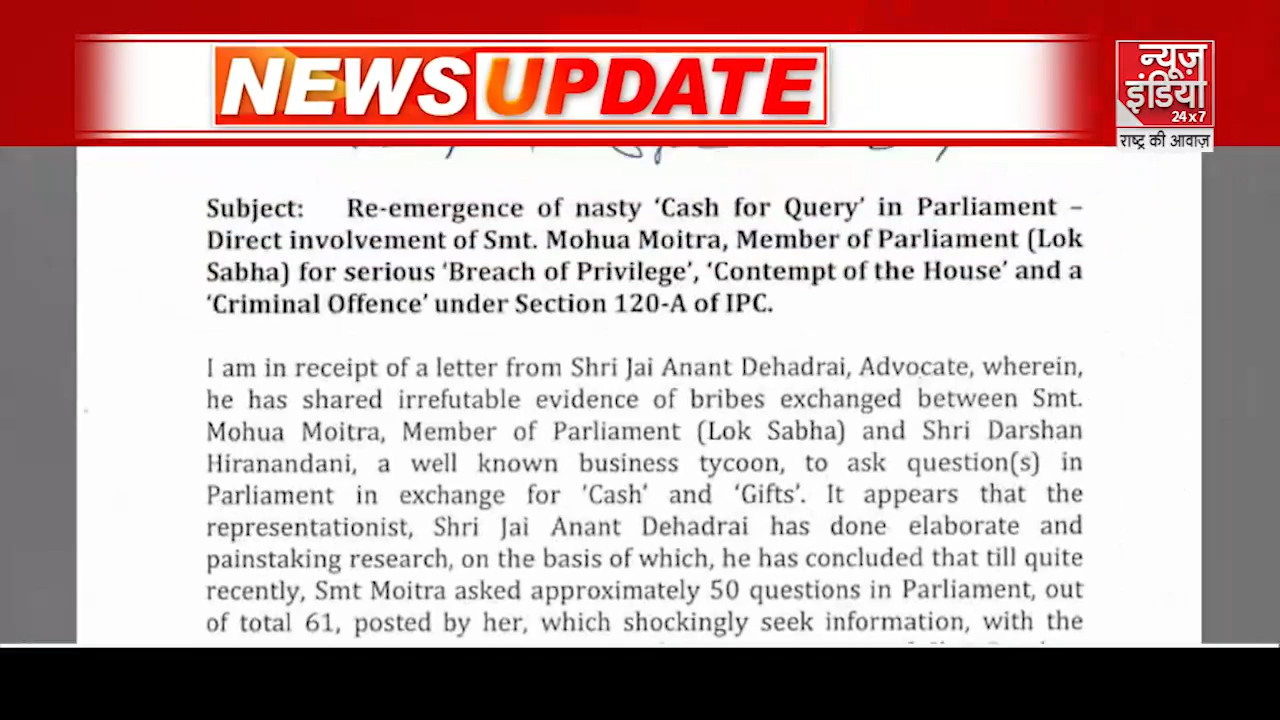 NEWS UPDATE
न्यूज़
इंडिया
24x7
राष्ट्र की आवाज़
Subject: Re-emergence of nasty ‘Cash for Query’ in Parliament –
Direct involvement of Smt. Mohua Moitra, Member of Parliament (Lok
Sabha) for serious ‘Breach of Privilege’, ‘Contempt of the House’ and a
‘Criminal Offence’ under Section 120-A of IPC.
I am in receipt of a letter from Shri Jai Anant Dehadrai, Advocate, wherein,
he has shared irrefutable evidence of bribes exchanged between Smt.
Mohua Moitra, Member of Parliament (Lok Sabha) and Shri Darshan
Hiranandani, a well known business tycoon, to ask question(s) in
Parliament in exchange for ‘Cash’ and ‘Gifts’. It appears that the
representationist, Shri Jai Anant Dehadrai has done elaborate and
painstaking research, on the basis of which, he has concluded that till quite
recently, Smt Moitra asked approximately 50 questions in Parliament, out
of total 61, posted by her, which shockingly seek information, with the